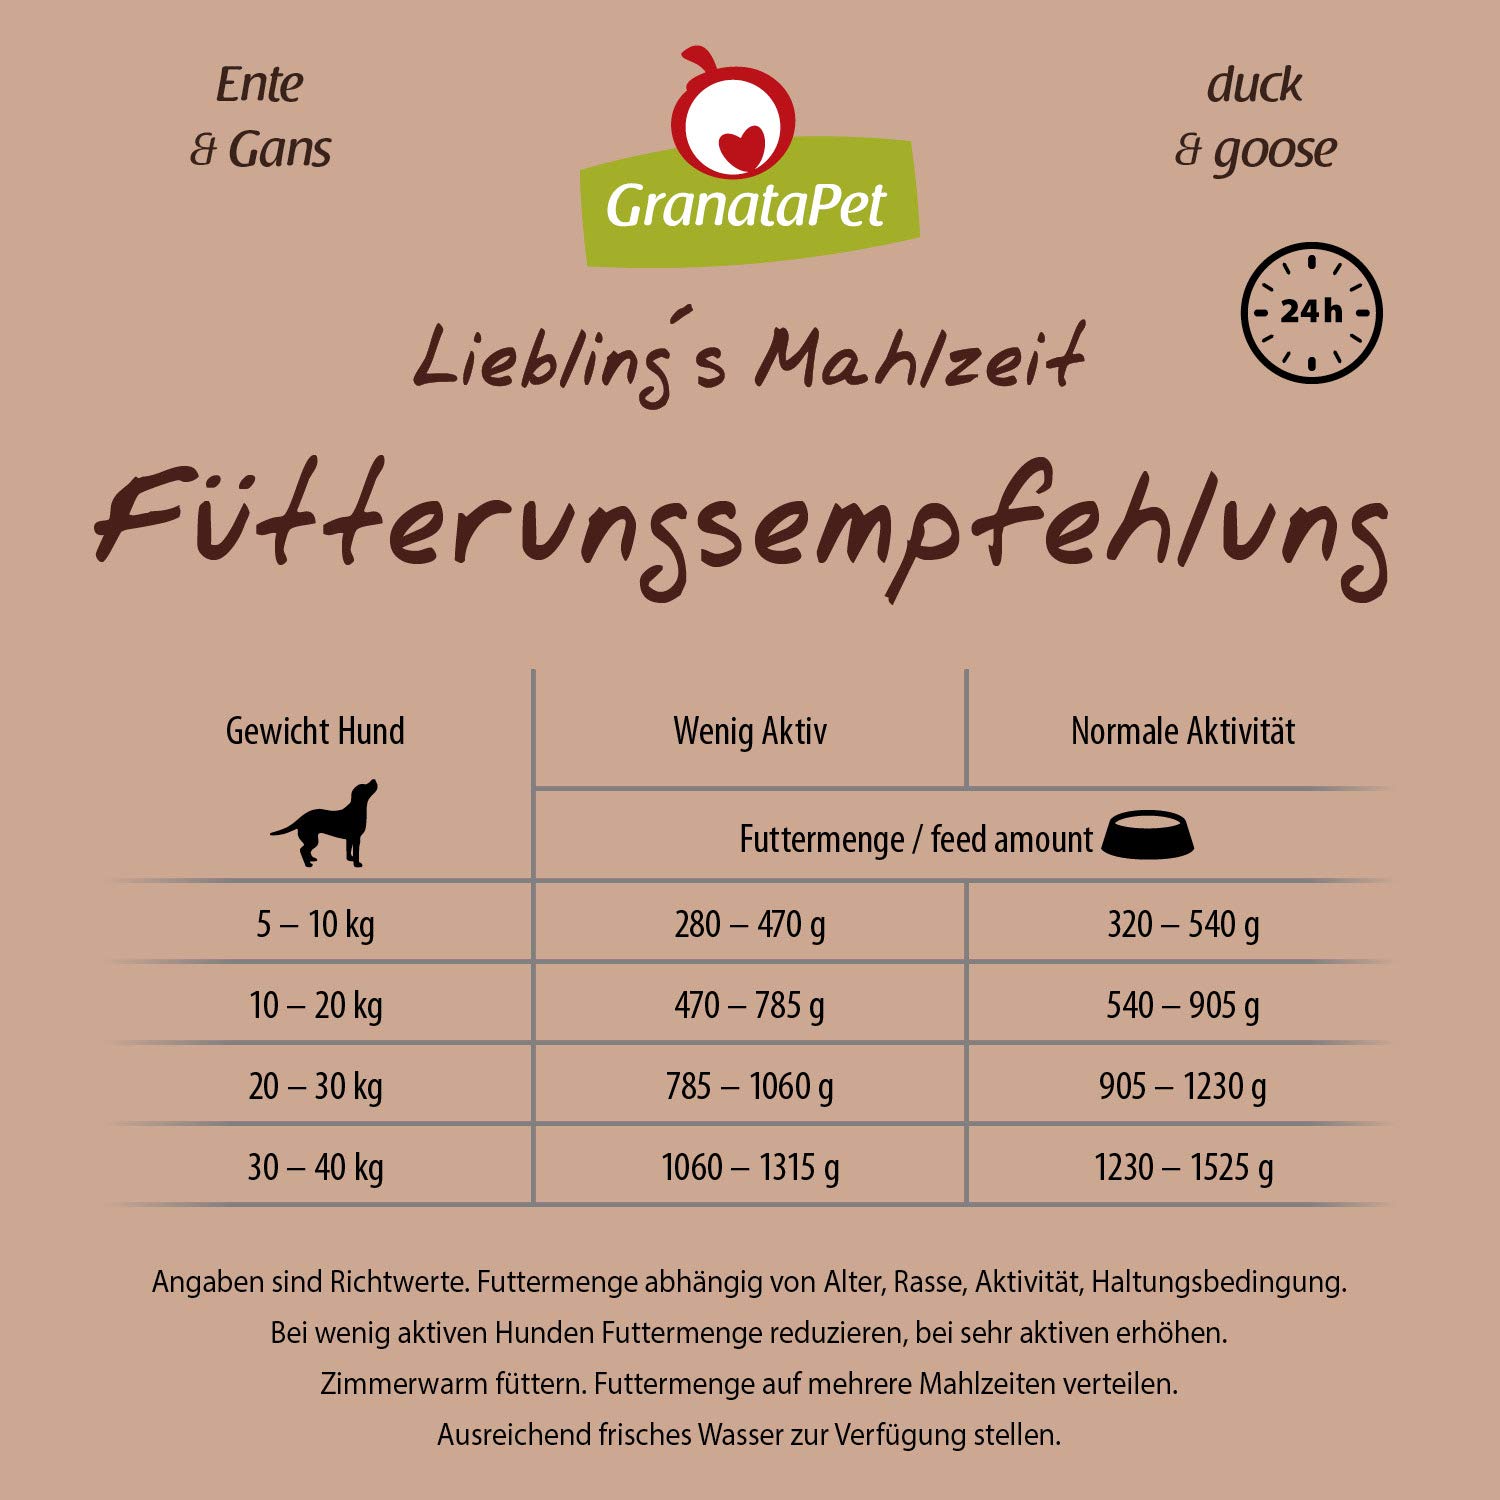 Ente
& Gans
GranataPet
duck
& goose
24h
Liebling´s Mahlzeit
Fütterungsempfehlung
Gewicht Hund Wenig Aktiv Normale Aktivität
Futtermenge / feed amount
5 – 10 kg 280 – 470 g 320 – 540 g
10 – 20 kg 470 – 785 g 540 – 905 g
20 – 30 kg 785 – 1060 g 905 – 1230 g
30 – 40 kg 1060 – 1315 g 1230 – 1525 g
Angaben sind Richtwerte. Futtermenge abhängig von Alter, Rasse, Aktivität, Haltungsbedingung.
Bei wenig aktiven Hunden Futtermenge reduzieren, bei sehr aktiven erhöhen.
Zimmerwarm füttern. Futtermenge auf mehrere Mahlzeiten verteilen.
Ausreichend frisches Wasser zur Verfügung stellen.